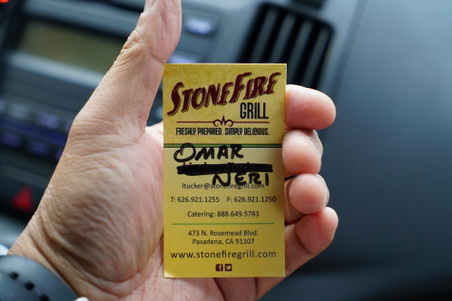 STONEFIRE
GRILL
FRESHLY PREPARED. SIMPLY DELICIOUS.
OMAR
NERI
ltucker@stonefiregrill.com
T: 626.921.1255 F: 626.921.1250
Catering: 888.649.5783
473 N. Rosemead Blvd.
Pasadena, CA 91107
www.stonefiregrill.com